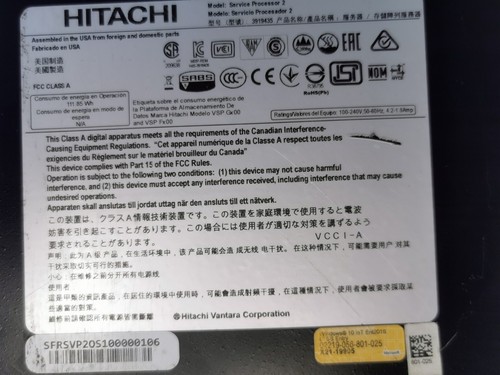 HITACHI
Model: Service Processor 2
Modelo: Servicio Procesador 2
Assembled in the USA from foreign and domestic parts
Fabricado en USA
美国制造
美國製造
FCC CLASS A
Consumo de energía en Operación
111.85 Wh
Consumo de energía en modo de
espera
N/A
Etiqueta sobre el consumo energético de
la Plataforma de Almacenamiento De
Datos Marca Hitachi Modelo VSP Gx00
and VSP Fx00
SABS
CCC
RoHS(Pb)
EAC
VEI
NOM
This Class A digital apparatus meets all the requirements of the Canadian Interference-
Causing Equipment Regulations. "Cet appareil numérique de la Classe A respect toutes les
exigencies du Règlement sur le matériel brouilleur du Canada"
This device complies with Part 15 of the FCC Rules.
Operation is subject to the following two conditions: (1) this device may not cause harmful
interference, and (2) this device must accept any interference received, including interference that may cause
undesired operations.
Apparaten skall anslutas till jordat uttag när den ansluts till ett nätverk.
この装置は、クラスA情報技術装置です。この装置を家庭環境で使用すると電波
妨害を引き起こすことがあります。この場合には使用者が適切な対策を講ずるよう
要求されることがあります。
VCCI-A
声明：此为A级产品，在生活环境中，该产品可能会造成无线电干扰。在这种情况下，可能需要用户对其
干扰采取切实可行的措施。
Hitachi Vantara Corporation
SFRSVP2OS100000106
801-025